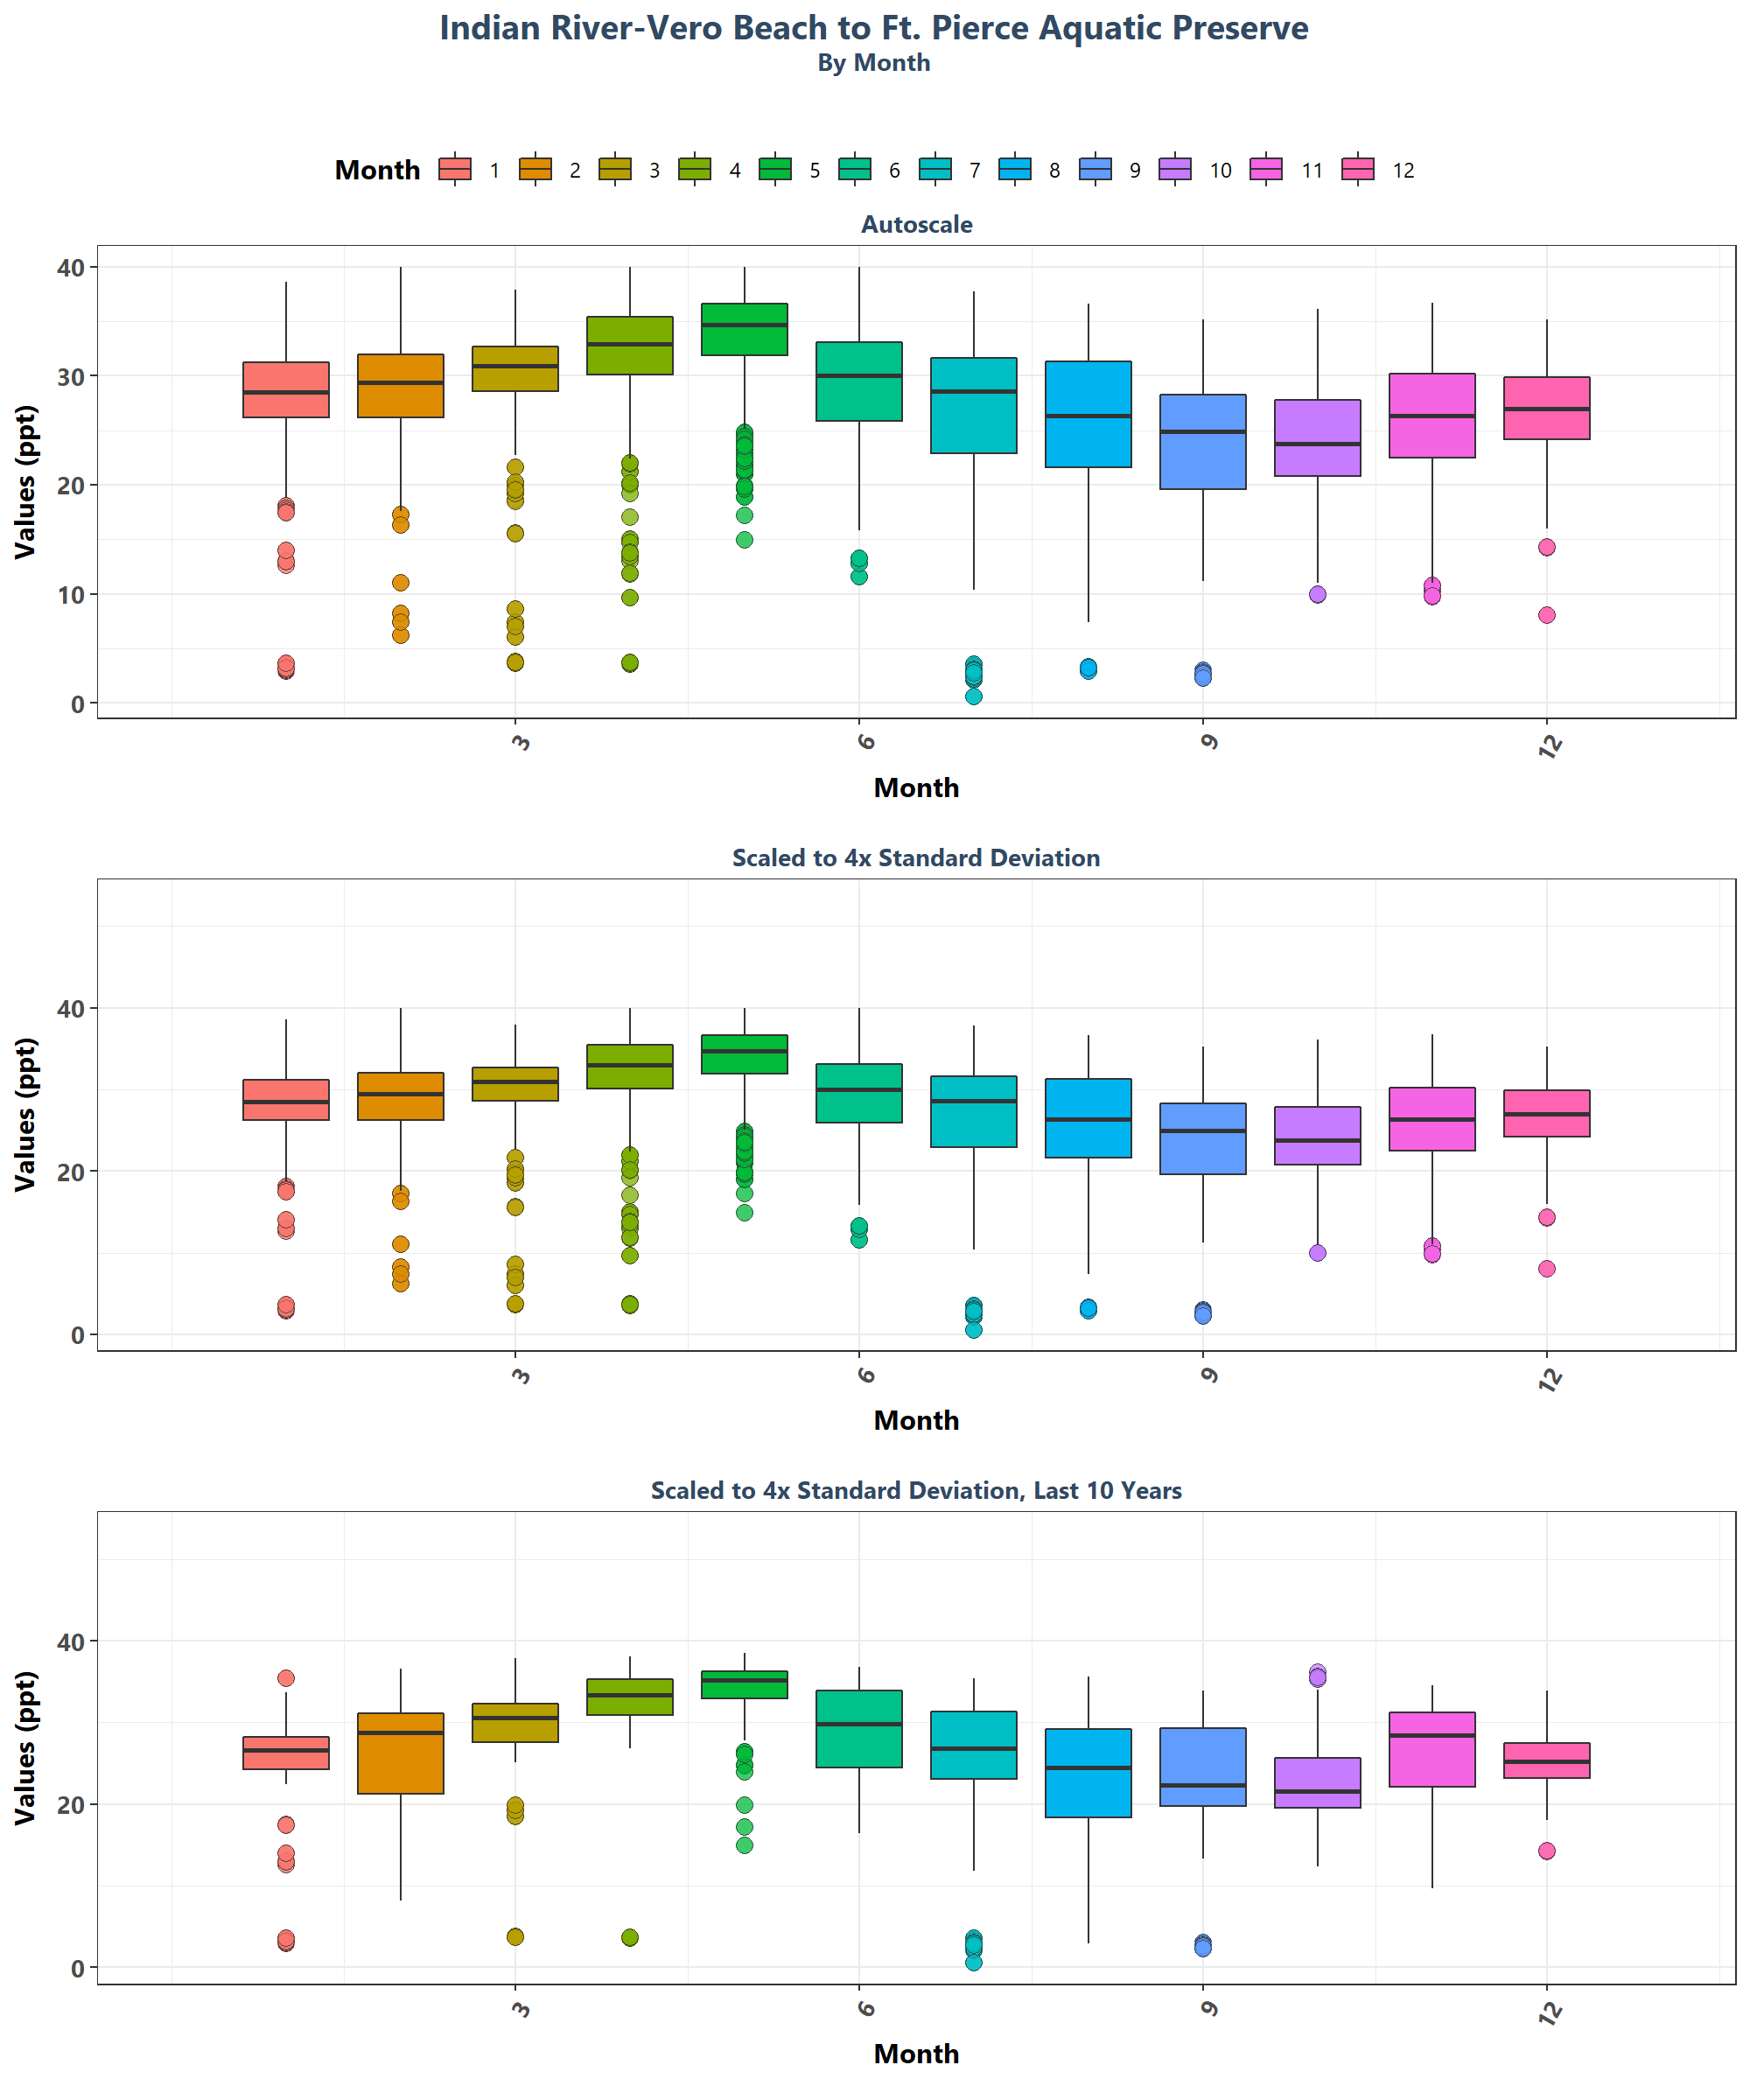 Indian River-Vero Beach to Ft. Pierce Aquatic Preserve
By Month
Month 1 2 3 4 5 6 7 8 9 10 11 12
Autoscale
Values (ppt)
40
30
20
10
0
3 6 9 12
Month
Scaled to 4x Standard Deviation
Values (ppt)
40
20
0
3 6 9 12
Month
Scaled to 4x Standard Deviation, Last 10 Years
Values (ppt)
40
20
0
3 6 9 12
Month